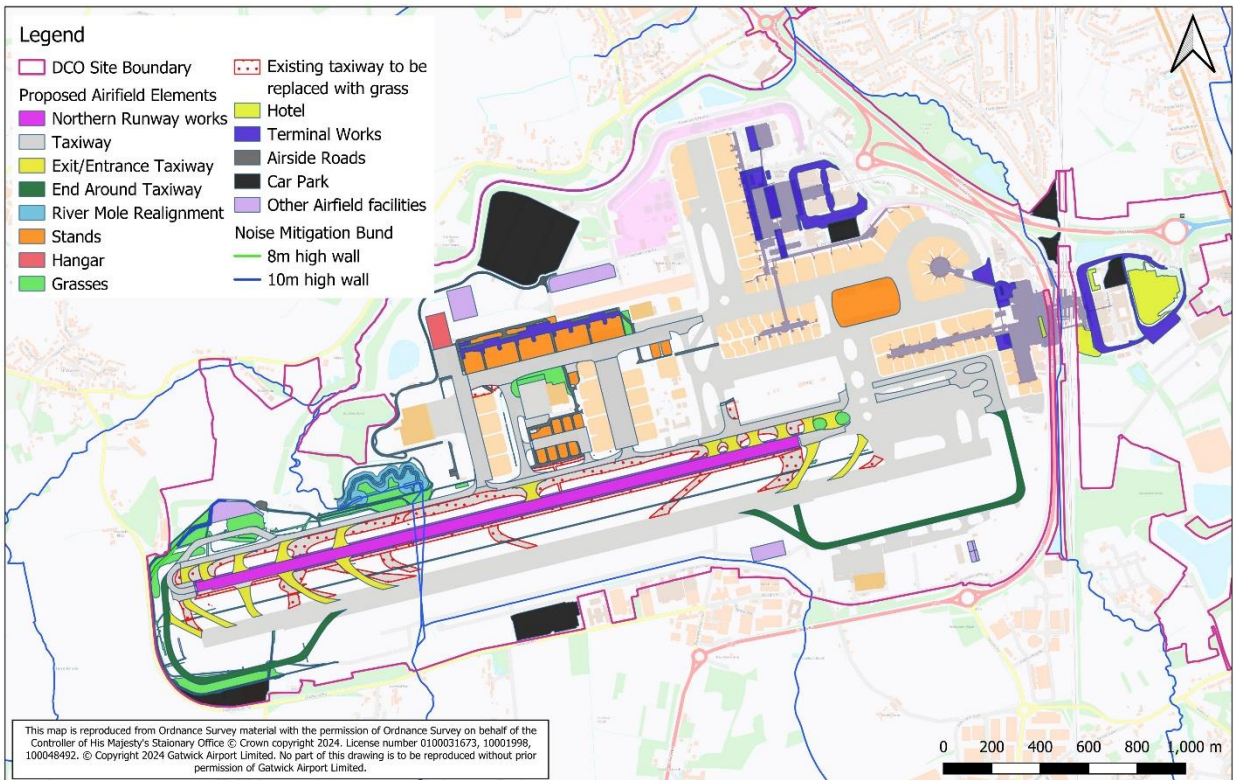 Legend
DCO Site Boundary
Proposed Airifield Elements
Northern Runway works
Taxiway
Exit/Entrance Taxiway
End Around Taxiway
River Mole Realignment
Stands
Hangar
Grasses
Existing taxiway to be
replaced with grass
Hotel
Terminal Works
Airside Roads
Car Park
Other Airfield facilities
Noise Mitigation Bund
8m high wall
10m high wall
This map is reproduced from Ordnance Survey material with the permission of Ordnance Survey on behalf of the
Controller of His Majesty's Staionary Office © Crown copyright 2024. License number 0100031673, 10001998,
100048492. © Copyright 2024 Gatwick Airport Limited. No part of this drawing is to be reproduced without prior
permission of Gatwick Airport Limited.
0 200 400 600 800 1,000 m